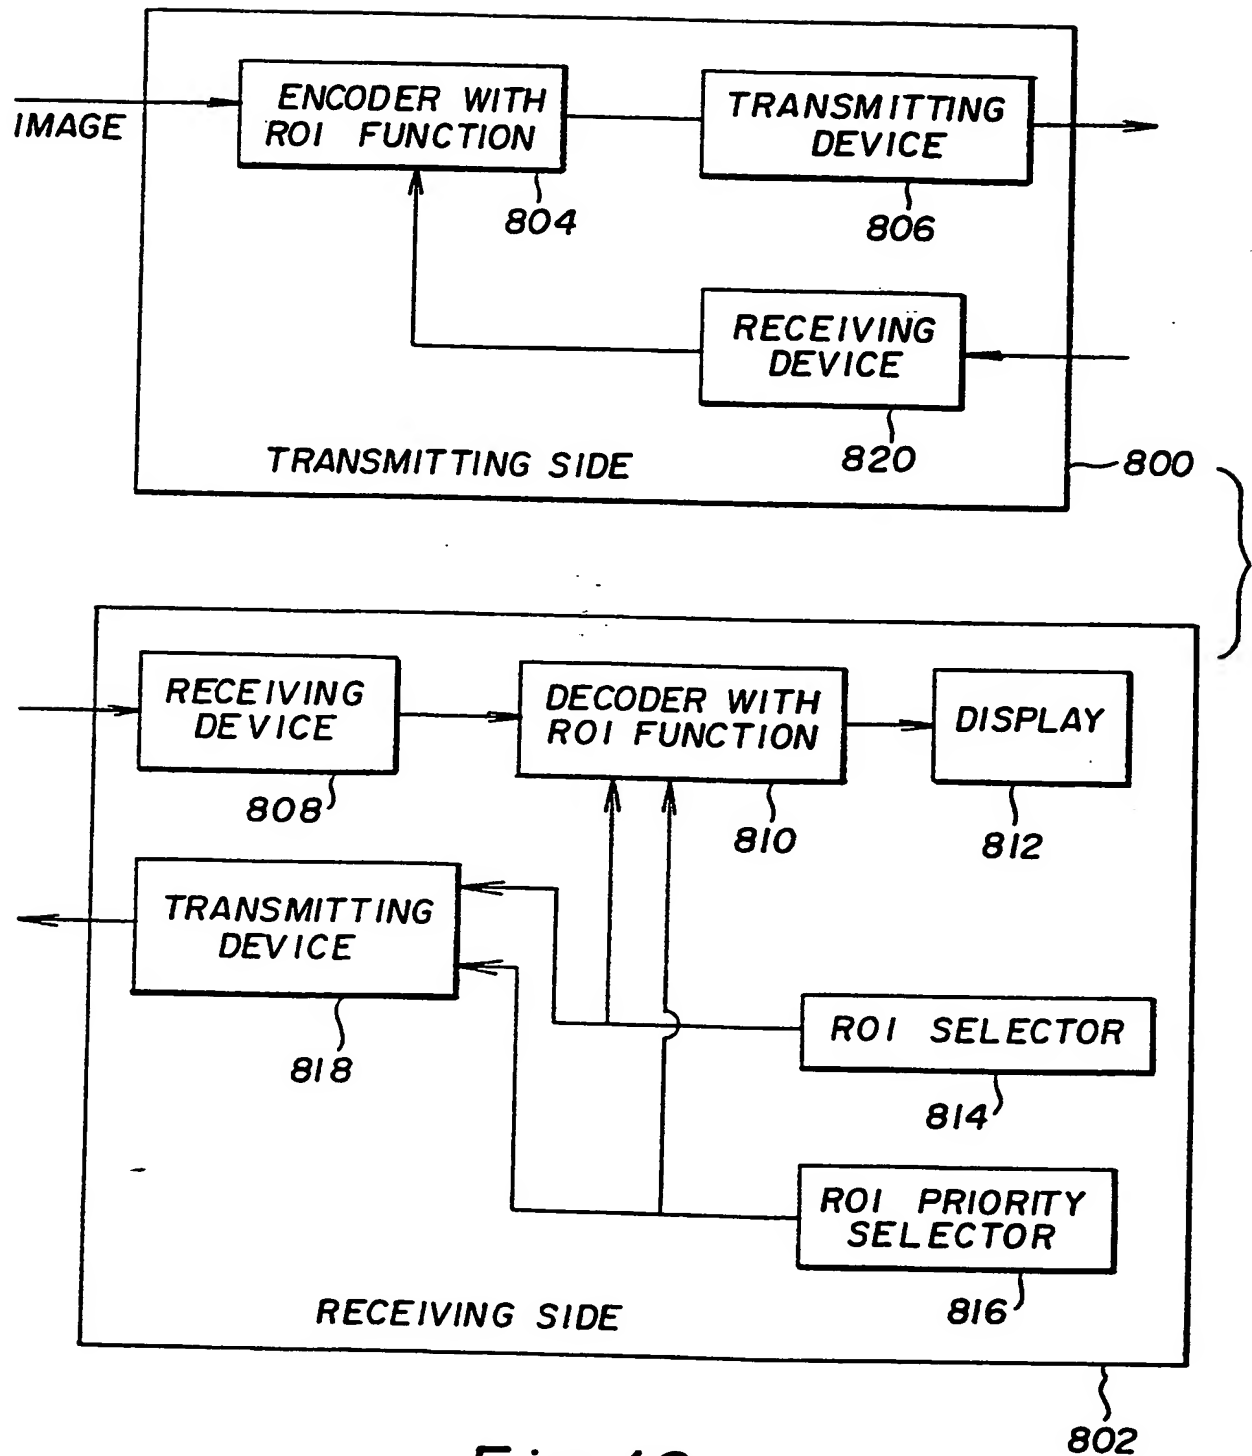 IMAGE
ENCODER WITH
ROI FUNCTION
804
TRANSMITTING
DEVICE
806
RECEIVING
DEVICE
820
TRANSMITTING SIDE
800
RECEIVING
DEVICE
808
DECODER WITH
ROI FUNCTION
810
DISPLAY
812
TRANSMITTING
DEVICE
818
ROI SELECTOR
814
ROI PRIORITY
SELECTOR
816
RECEIVING SIDE
802